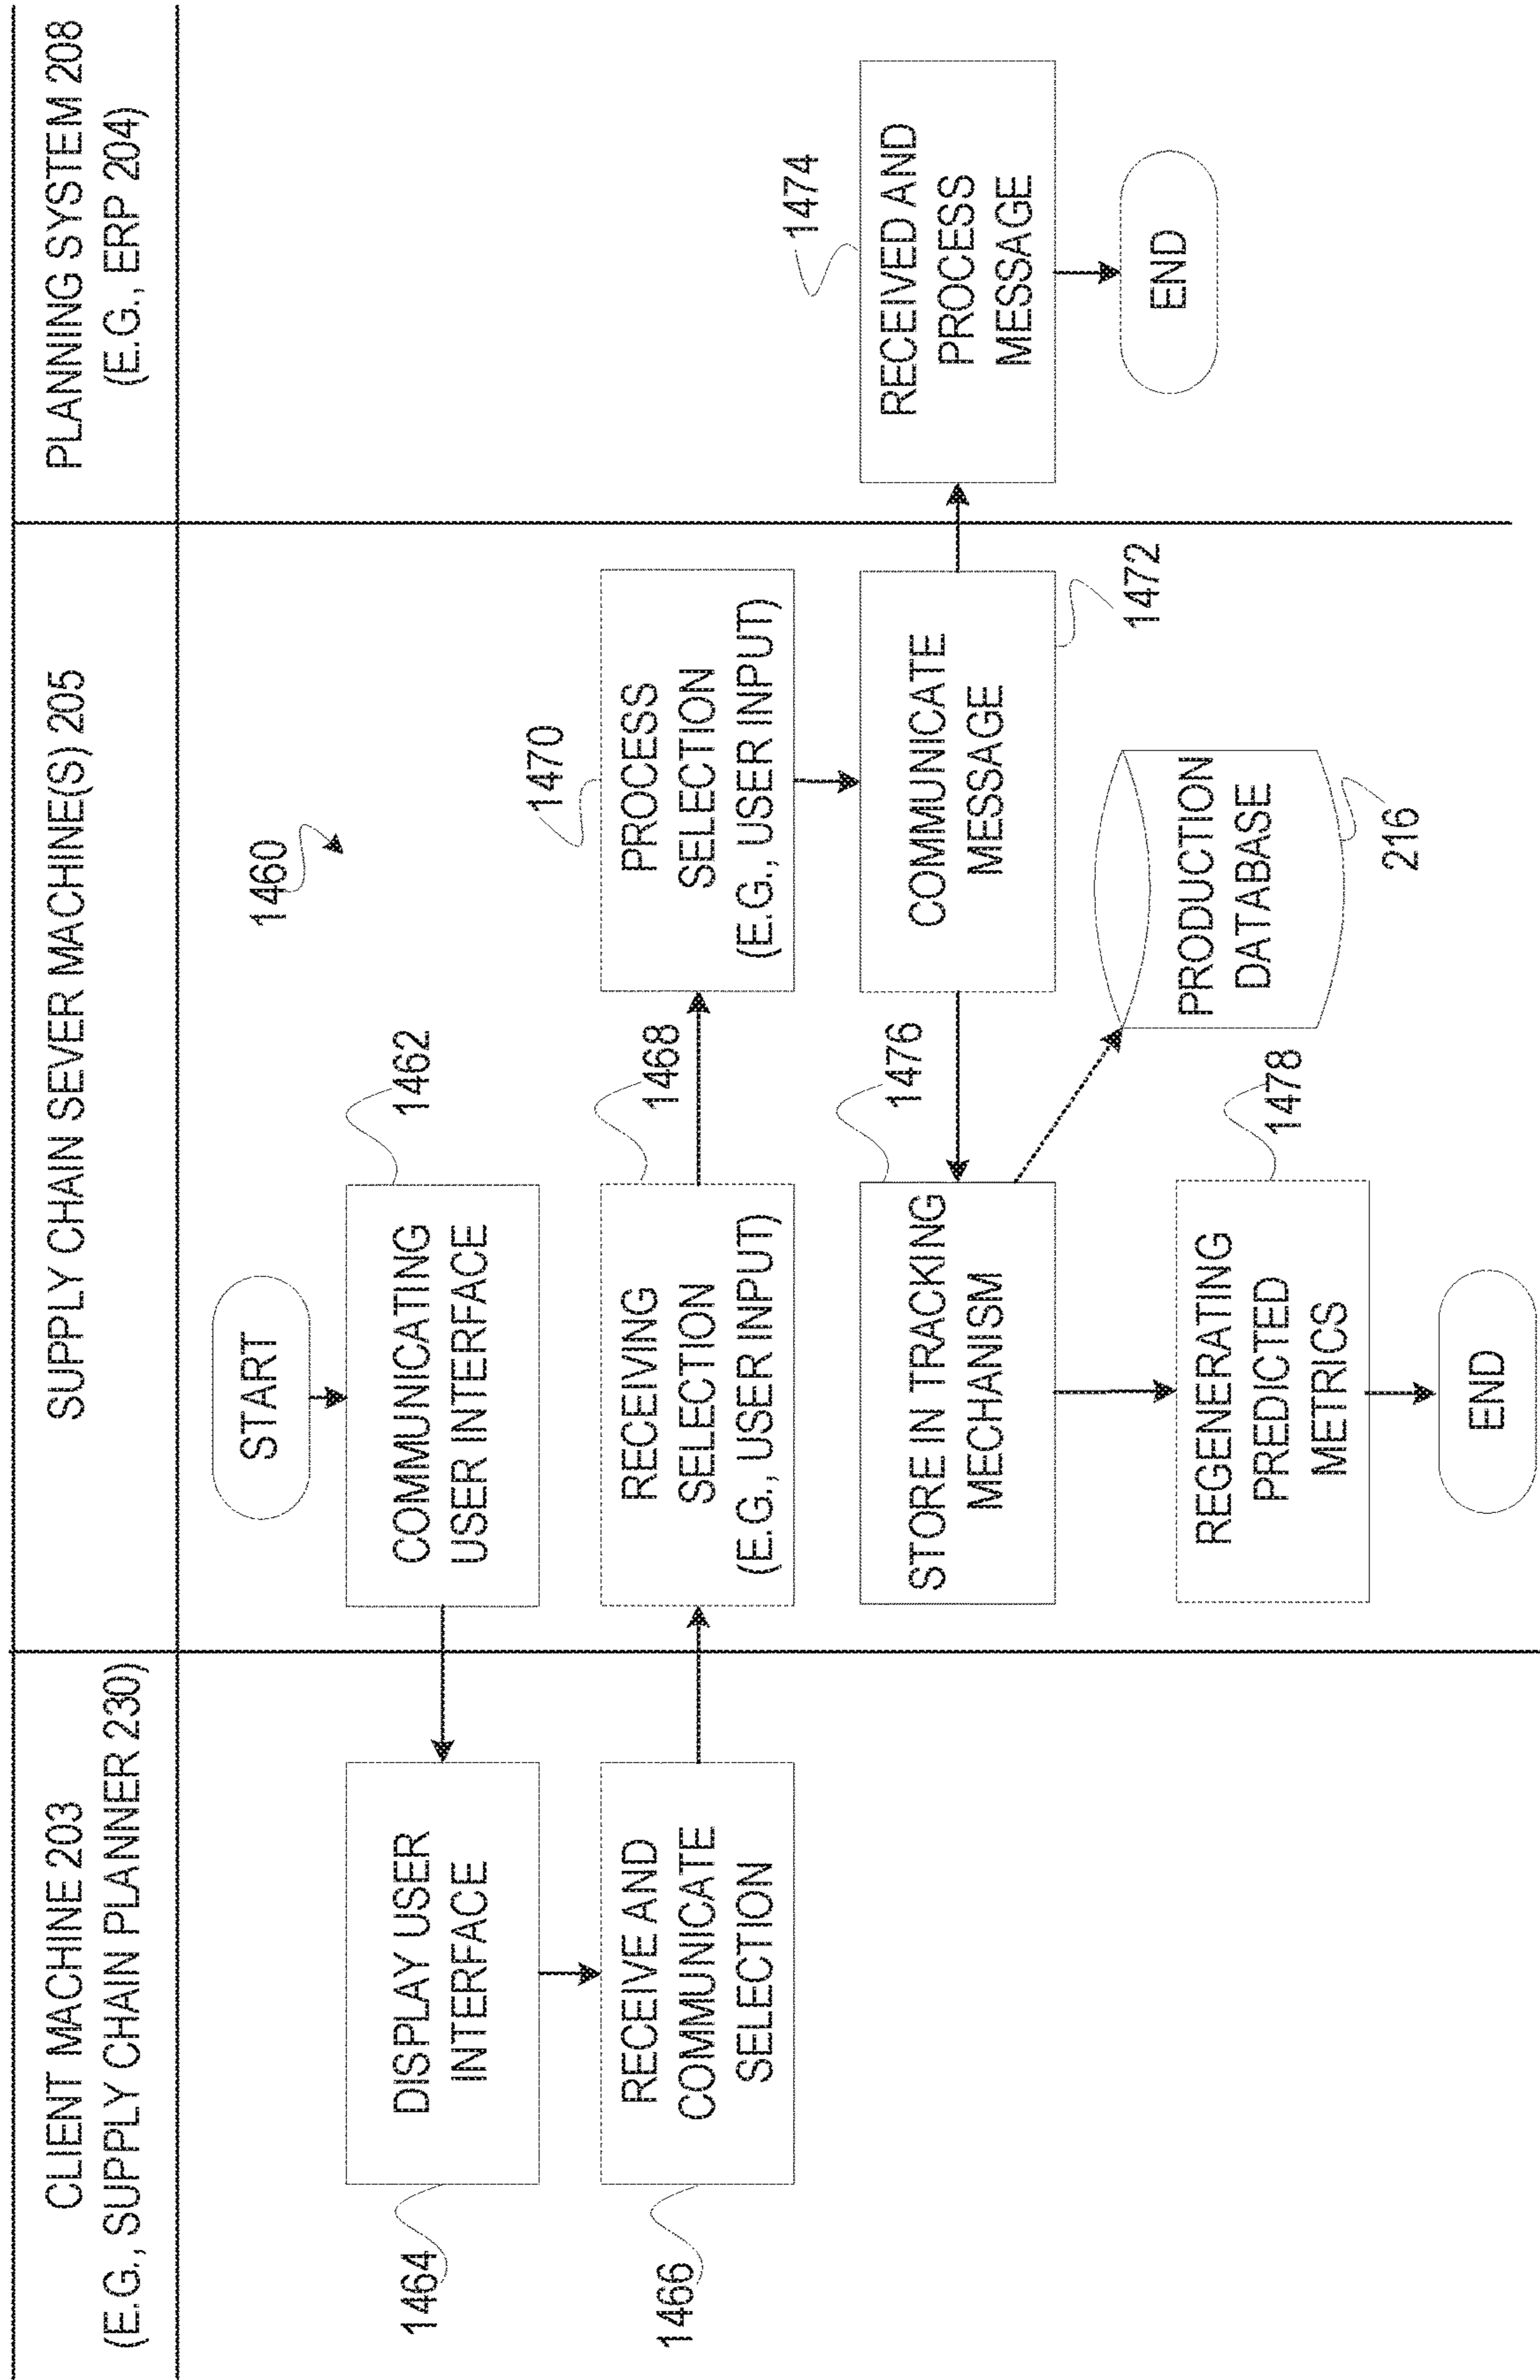 CLIENT MACHINE 203
(E.G., SUPPLY CHAIN PLANNER 230)
SUPPLY CHAIN SEVER MACHINE(S) 205
PLANNING SYSTEM 208
(E.G., ERP 204)
1460
START
1462
COMMUNICATING
USER INTERFACE
1464
DISPLAY USER
INTERFACE
1466
RECEIVE AND
COMMUNICATE
SELECTION
1468
RECEIVING
SELECTION
(E.G., USER INPUT)
1470
PROCESS
SELECTION
(E.G., USER INPUT)
COMMUNICATE
MESSAGE
1472
1474
RECEIVED AND
PROCESS
MESSAGE
END
1476
STORE IN TRACKING
MECHANISM
PRODUCTION
DATABASE
216
1478
REGENERATING
PREDICTED
METRICS
END